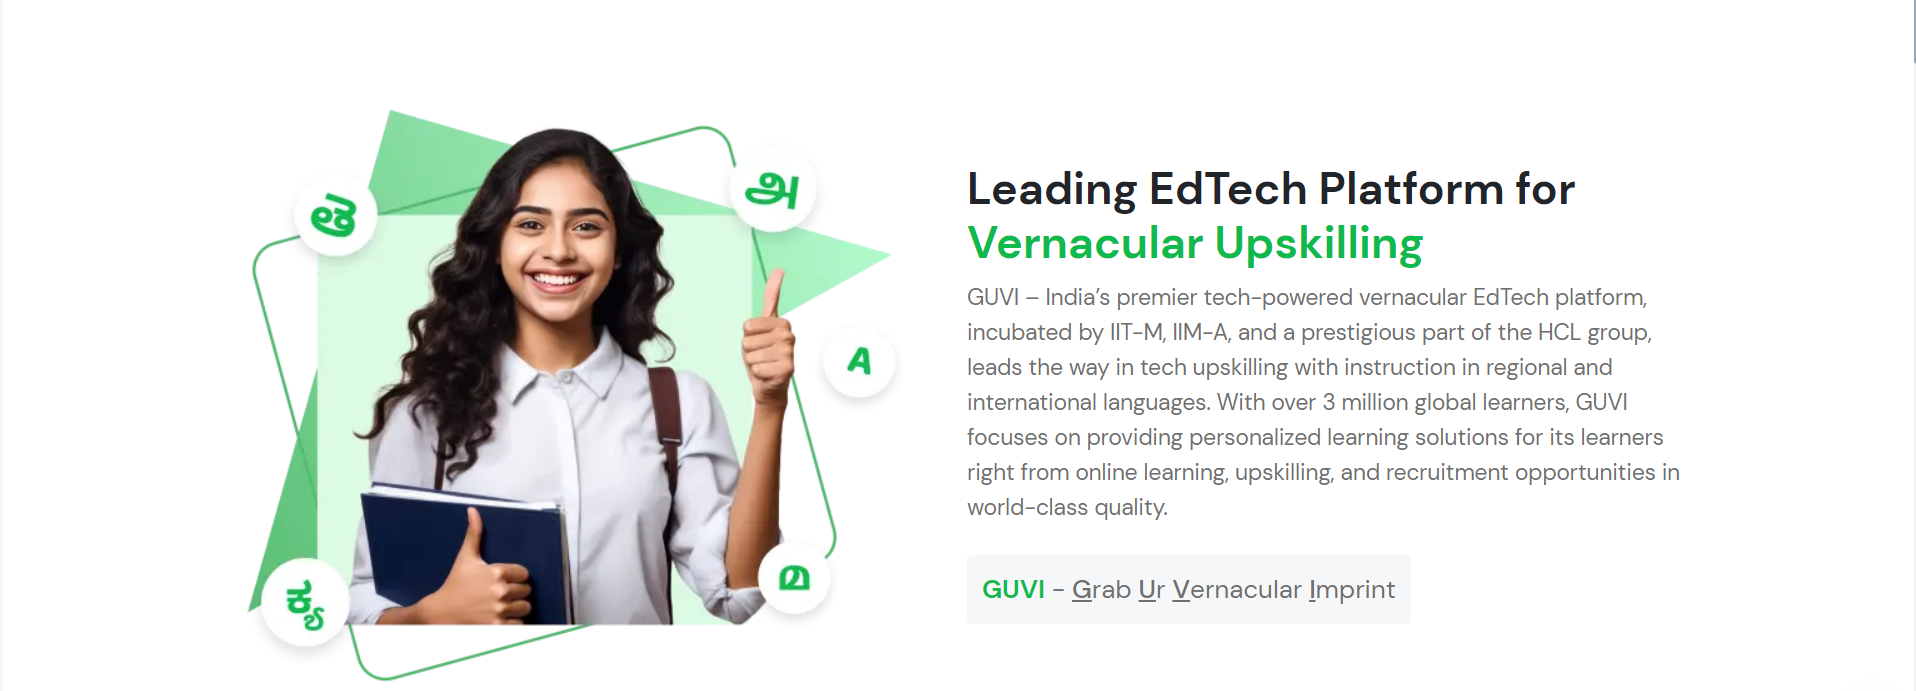 తె
அ
A
ക്യ
മ
Leading EdTech Platform for
Vernacular Upskilling
GUVI – India’s premier tech-powered vernacular EdTech platform,
incubated by IIT-M, IIM-A, and a prestigious part of the HCL group,
leads the way in tech upskilling with instruction in regional and
international languages. With over 3 million global learners, GUVI
focuses on providing personalized learning solutions for its learners
right from online learning, upskilling, and recruitment opportunities in
world-class quality.
GUVI – Grab Ur Vernacular Imprint